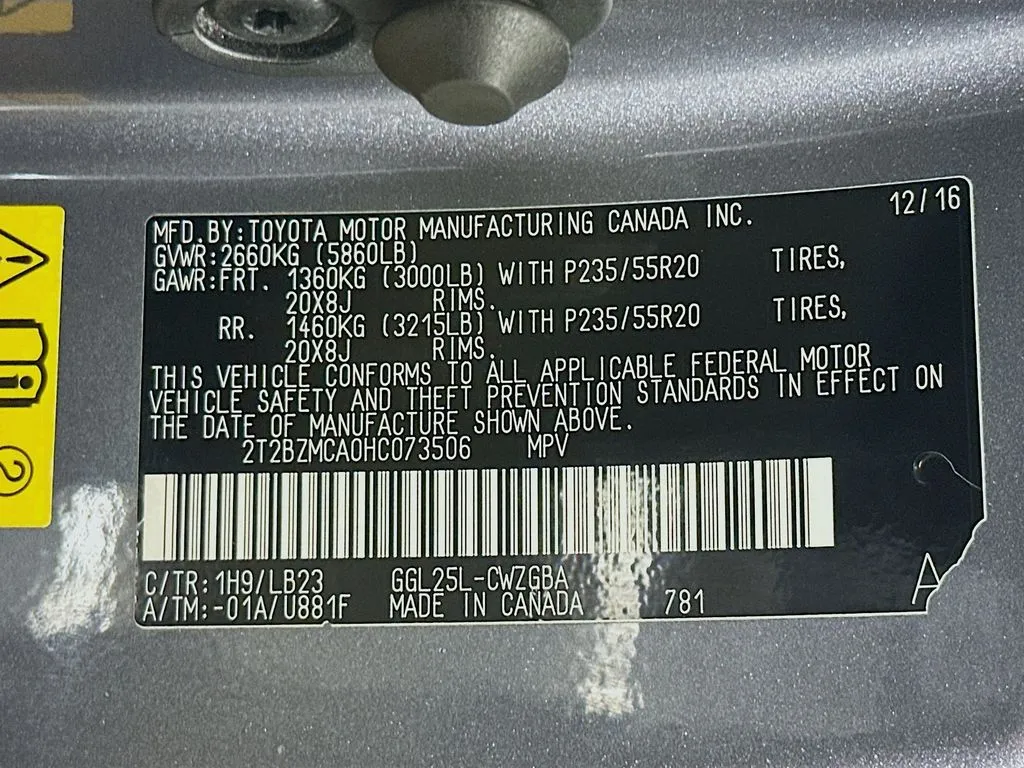 12/16
MFD.BY:TOYOTA MOTOR MANUFACTURING CANADA INC.
GVWR:2660KG (5860LB)
GAWR:FRT. 1360KG (3000LB) WITH P235/55R20 TIRES,
20X8J RIMS.
RR. 1460KG (3215LB) WITH P235/55R20 TIRES,
20X8J RIMS.
THIS VEHICLE CONFORMS TO ALL APPLICABLE FEDERAL MOTOR
VEHICLE SAFETY AND THEFT PREVENTION STANDARDS IN EFFECT ON
THE DATE OF MANUFACTURE SHOWN ABOVE.
2T2BZMCA0HC073506 MPV
C/TR:1H9/LB23 GGL25L-CWZGBA
A/TM:-01A/U881F MADE IN CANADA 781
A
2